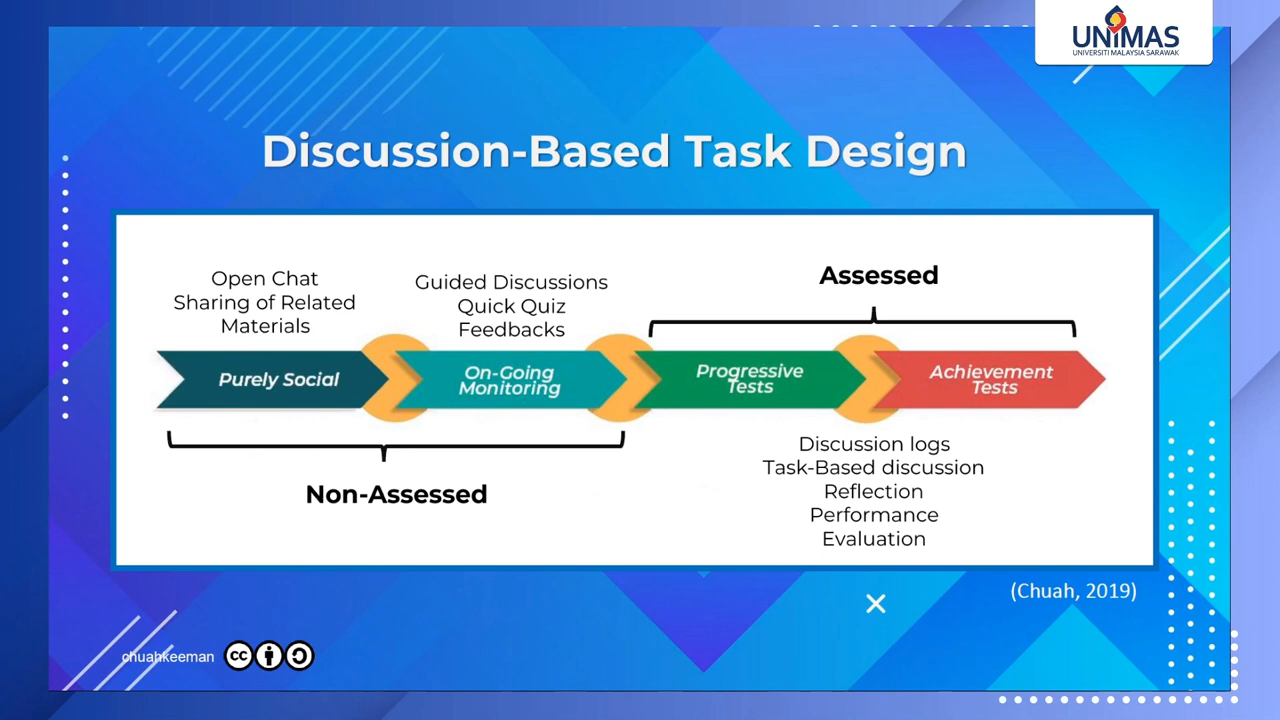 UNIMAS
UNIVERSITI MALAYSIA SARAWAK
Discussion-Based Task Design
Open Chat
Sharing of Related
Materials
Guided Discussions
Quick Quiz
Feedbacks
Assessed
Purely Social
On-Going
Monitoring
Progressive
Tests
Achievement
Tests
Non-Assessed
Discussion logs
Task-Based discussion
Reflection
Performance
Evaluation
(Chuah, 2019)
chuahkeeman
cc